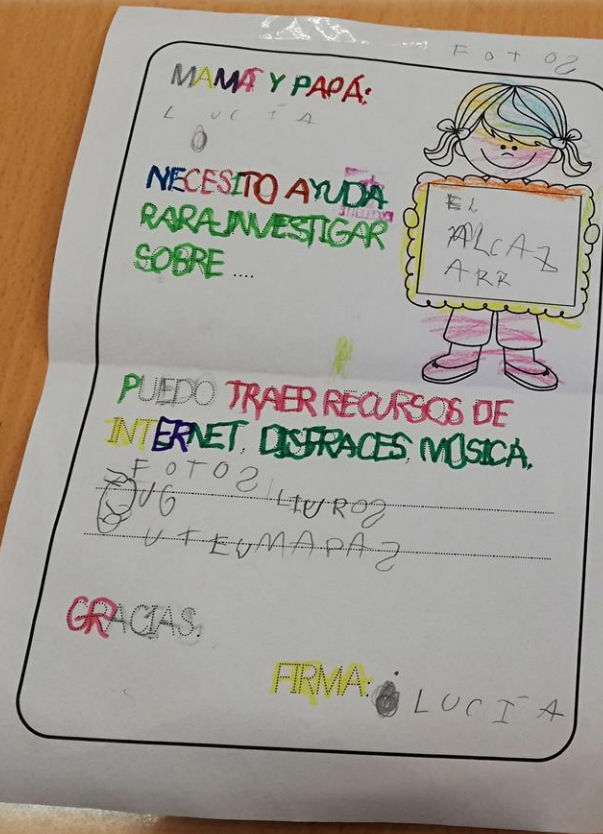 FOTOS
MAMÁ Y PAPÁ:
LUCÍA
NECESITO AYUDA
PARA INVESTIGAR
SOBRE ....
EL
ALCAZ
ARR
PUEDO TRAER RECURSOS DE
INTERNET, DISFRACES, MÚSICA,
FOTOS LIVROS
JUG
UTEUMAPAS
GRACIAS.
FIRMA: LUCÍA